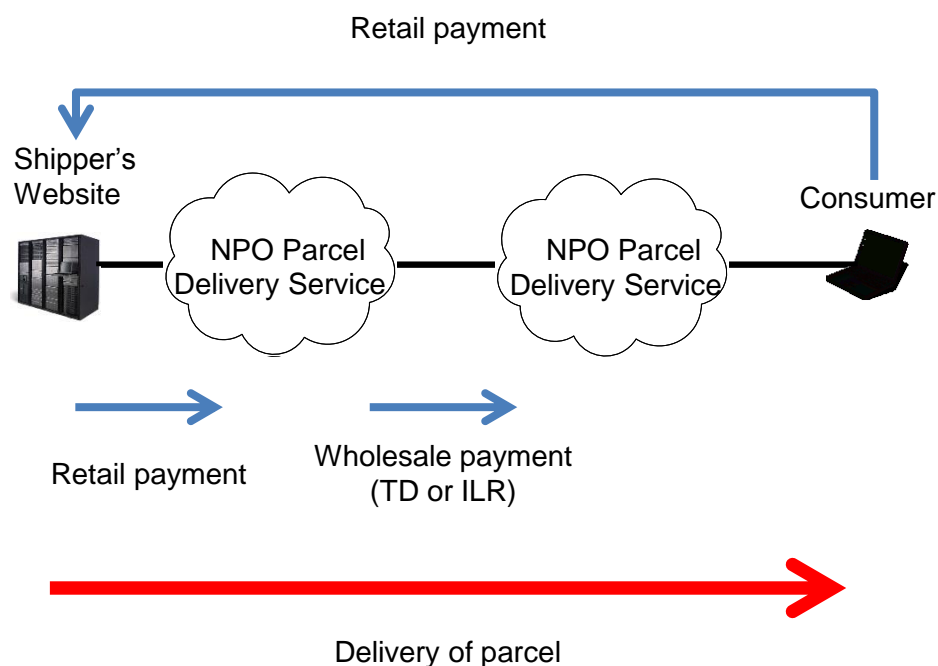 Retail payment
Shipper's
Website
Consumer
NPO Parcel
Delivery Service
NPO Parcel
Delivery Service
Retail payment
Wholesale payment
(TD or ILR)
Delivery of parcel